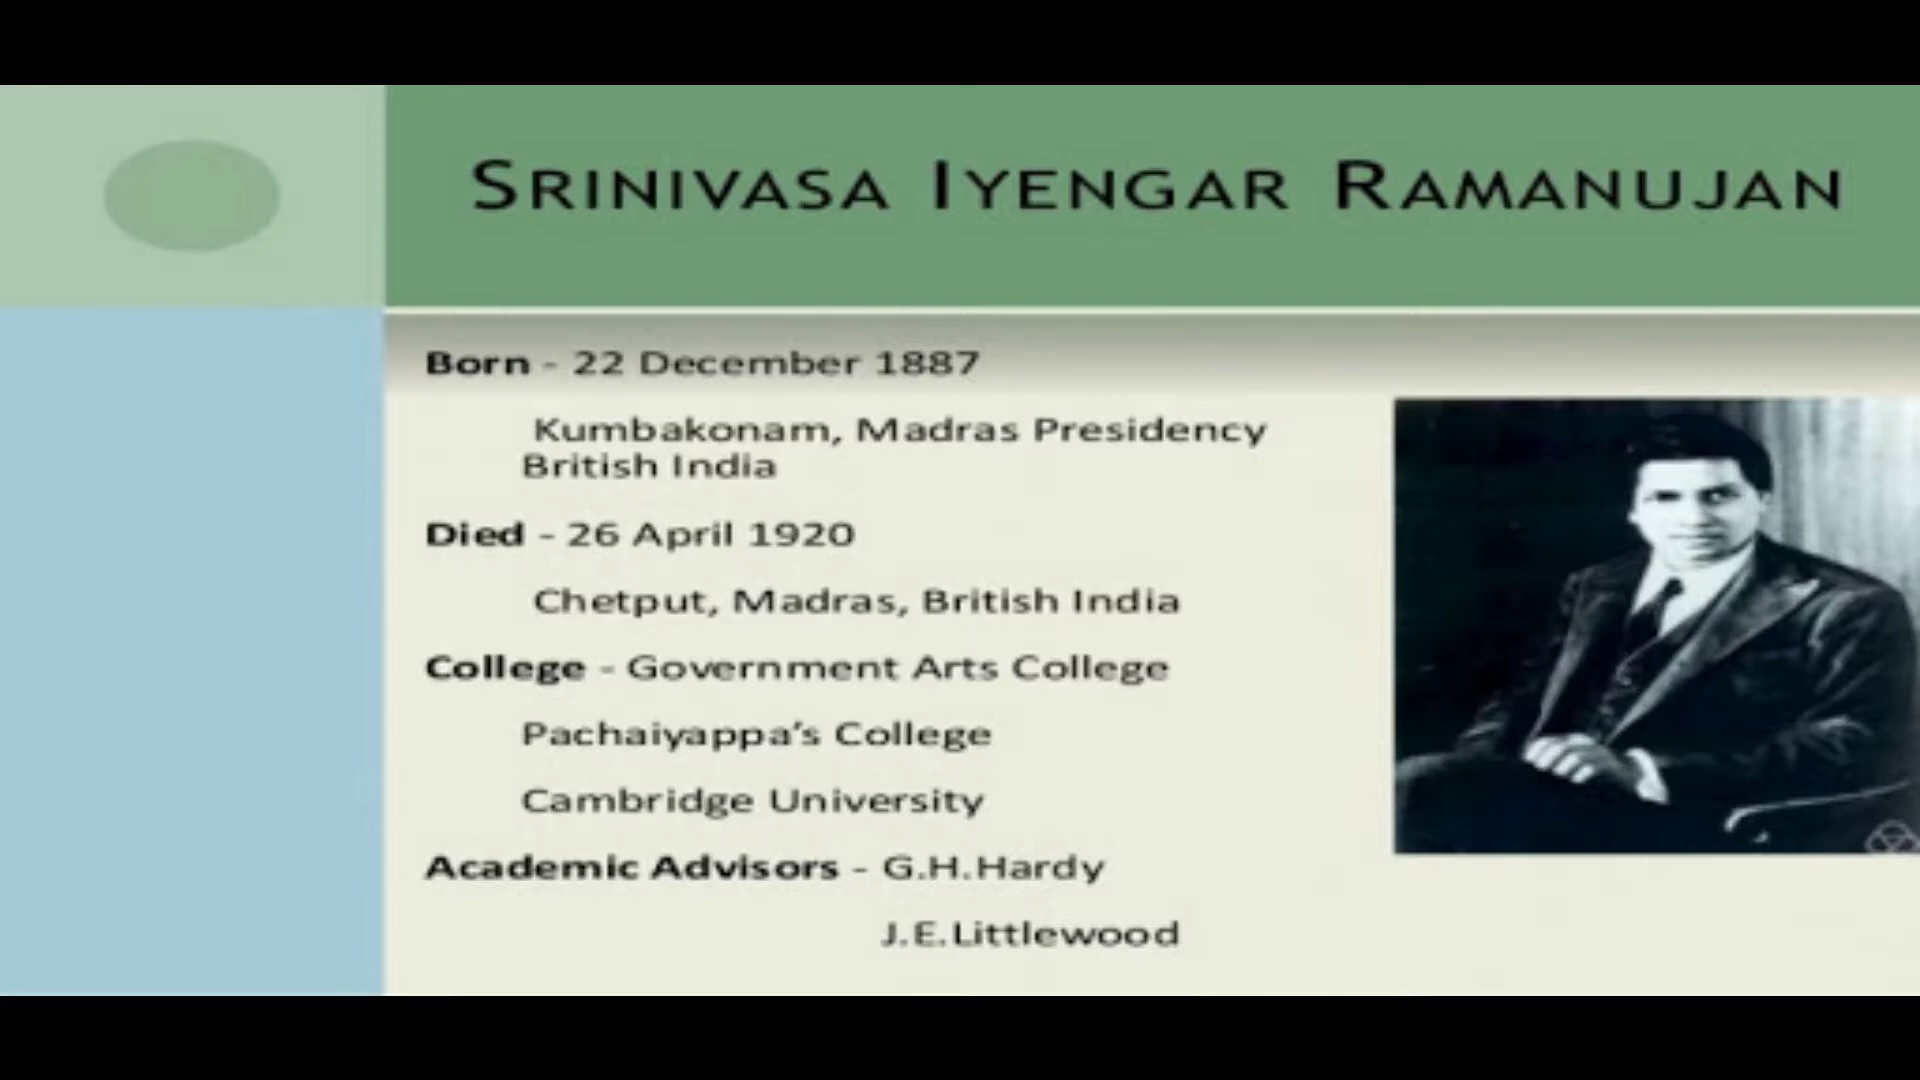 SRINIVASA IYENGAR RAMANUJAN
Born - 22 December 1887
Kumbakonam, Madras Presidency
British India
Died - 26 April 1920
Chetput, Madras, British India
College - Government Arts College
Pachaiyappa’s College
Cambridge University
Academic Advisors - G.H.Hardy
J.E.Littlewood